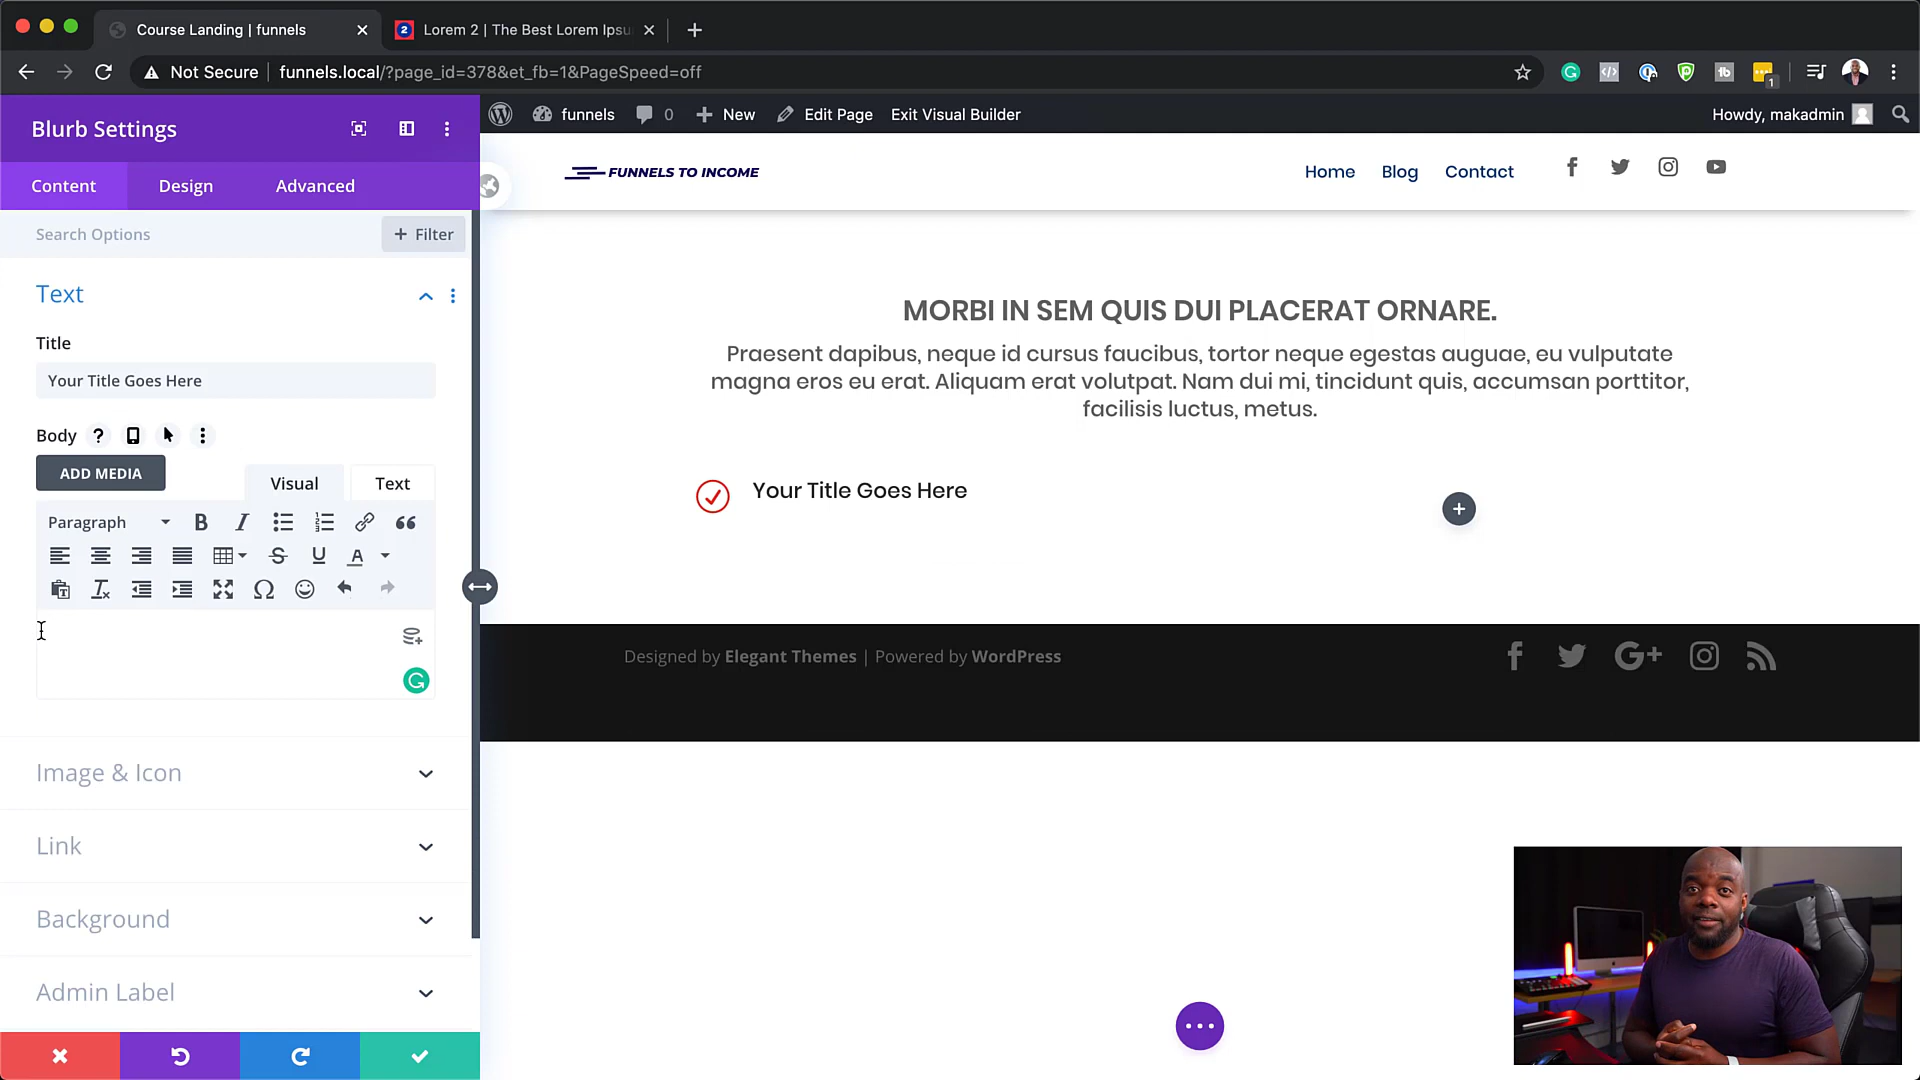 Course Landing | funnels
Lorem 2 | The Best Lorem Ipsu
Not Secure
funnels.local/?page_id=378&et_fb=1&PageSpeed=off
1
Blurb Settings
funnels
0
New
Edit Page
Exit Visual Builder
Howdy, makadmin
Content
Design
Advanced
FUNNELS TO INCOME
Home
Blog
Contact
Search Options
+ Filter
Text
Title
Your Title Goes Here
MORBI IN SEM QUIS DUI PLACERAT ORNARE.
Praesent dapibus, neque id cursus faucibus, tortor neque egestas auguae, eu vulputate
magna eros eu erat. Aliquam erat volutpat. Nam dui mi, tincidunt quis, accumsan porttitor,
facilisis luctus, metus.
Body
ADD MEDIA
Visual
Text
Your Title Goes Here
Paragraph
Designed by Elegant Themes | Powered by WordPress
Image & Icon
Link
Background
Admin Label